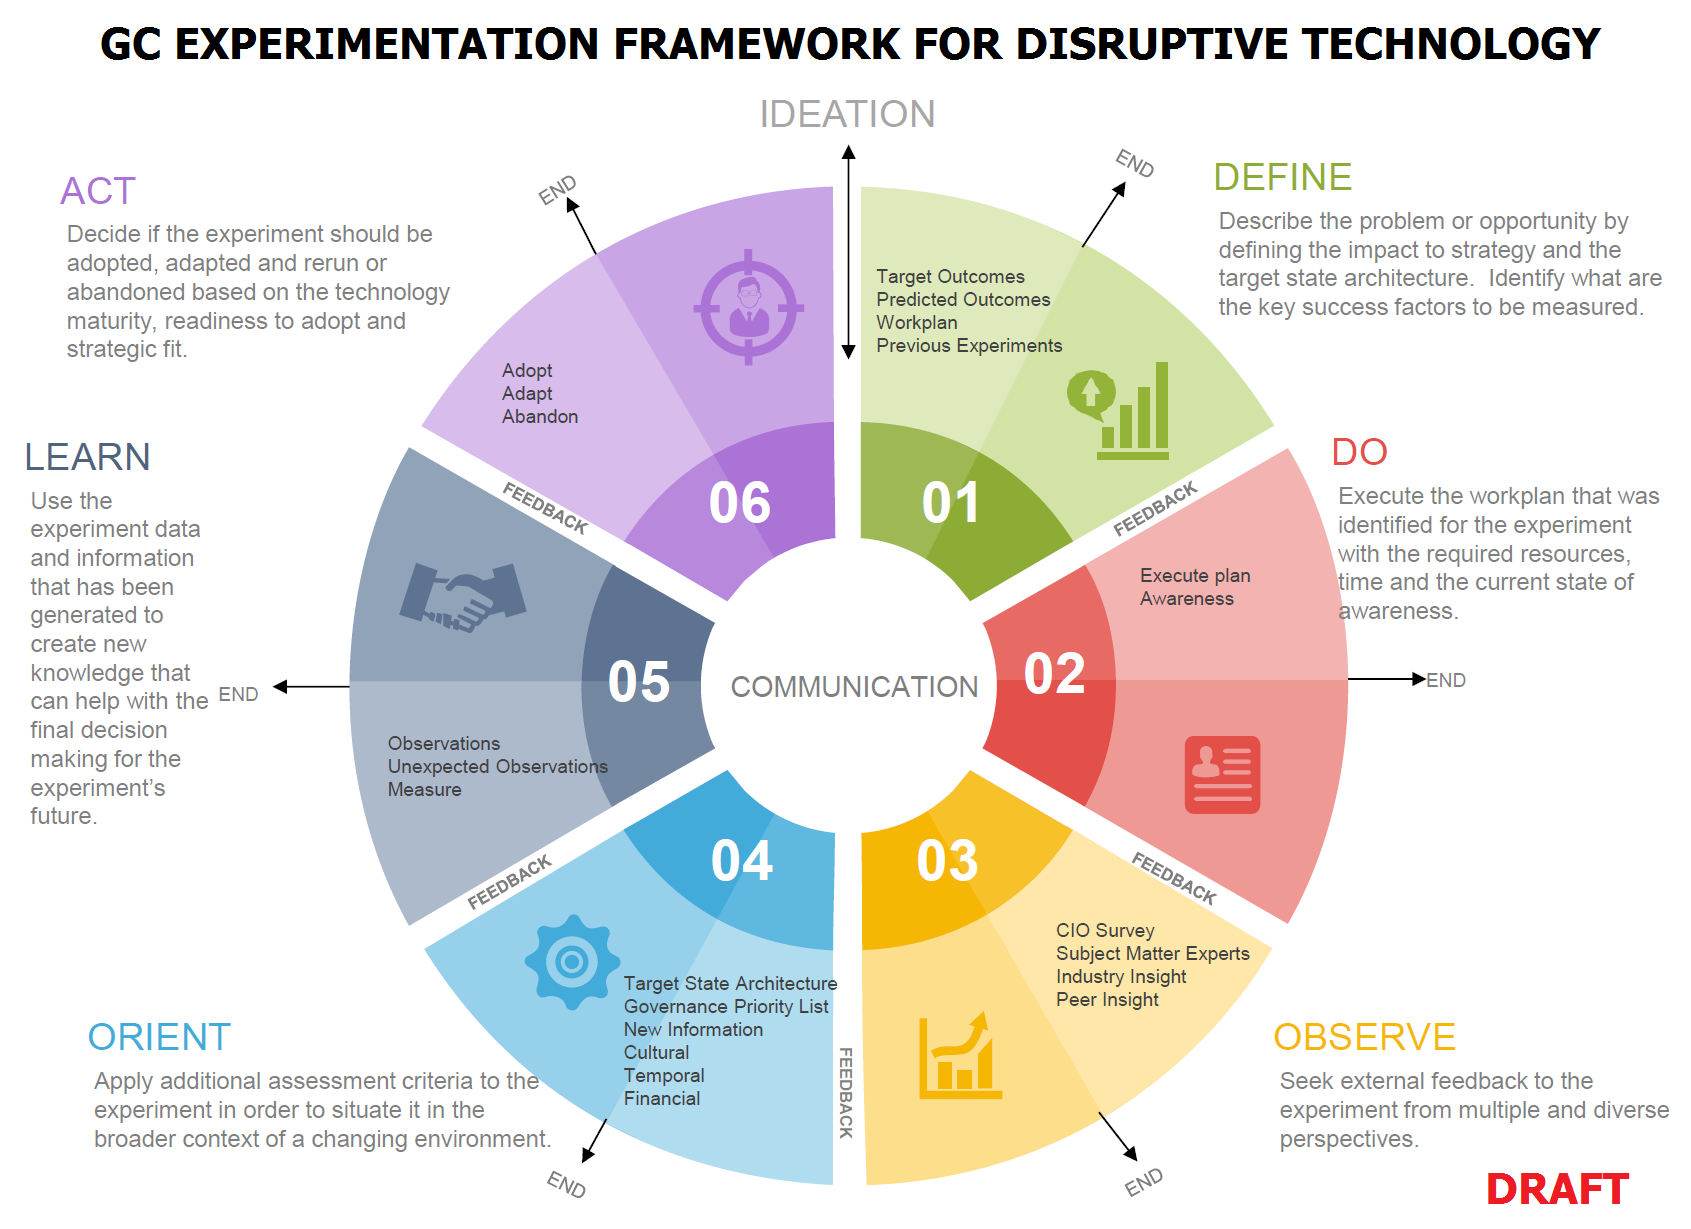 GC EXPERIMENTATION FRAMEWORK FOR DISRUPTIVE TECHNOLOGY
IDEATION
END
DEFINE
Describe the problem or opportunity by
defining the impact to strategy and the
target state architecture.  Identify what are
the key success factors to be measured.
Target Outcomes
Predicted Outcomes
Workplan
Previous Experiments
01
FEEDBACK
DO
Execute the workplan that was
identified for the experiment
with the required resources,
time and the current state of
awareness.
Execute plan
Awareness
02
END
FEEDBACK
OBSERVE
Seek external feedback to the
experiment from multiple and diverse
perspectives.
CIO Survey
Subject Matter Experts
Industry Insight
Peer Insight
03
END
FEEDBACK
ORIENT
Apply additional assessment criteria to the
experiment in order to situate it in the
broader context of a changing environment.
Target State Architecture
Governance Priority List
New Information
Cultural
Temporal
Financial
04
END
FEEDBACK
LEARN
Use the
experiment data
and information
that has been
generated to
create new
knowledge that
can help with the
final decision
making for the
experiment’s
future.
Observations
Unexpected Observations
Measure
05
END
FEEDBACK
ACT
Decide if the experiment should be
adopted, adapted and rerun or
abandoned based on the technology
maturity, readiness to adopt and
strategic fit.
Adopt
Adapt
Abandon
06
END
COMMUNICATION
DRAFT